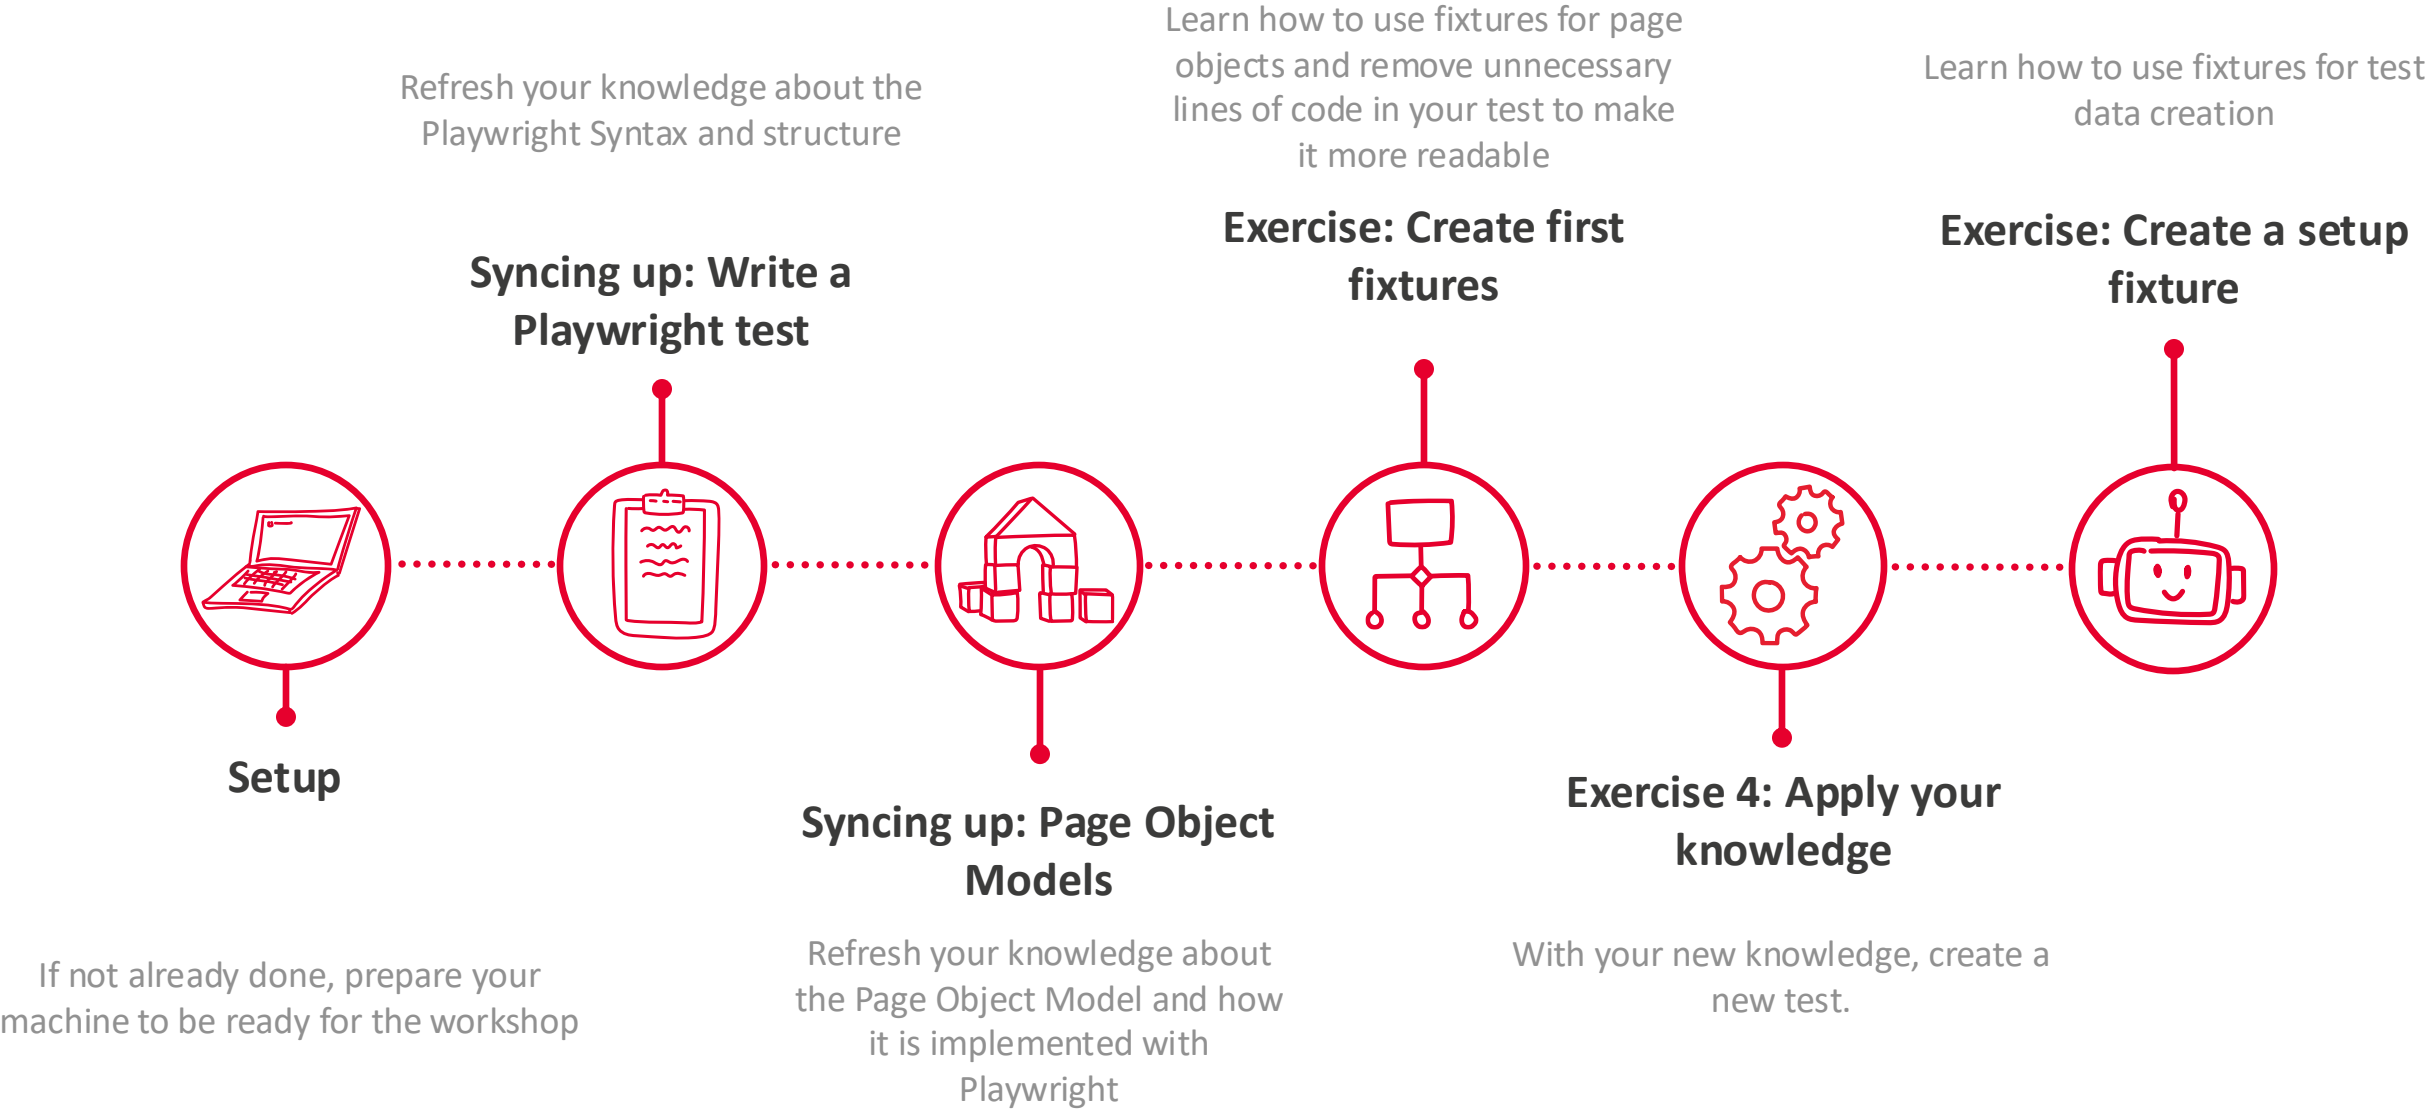 Setup
If not already done, prepare your
machine to be ready for the workshop
Refresh your knowledge about the
Playwright Syntax and structure
Syncing up: Write a
Playwright test
Syncing up: Page Object
Models
Refresh your knowledge about
the Page Object Model and how
it is implemented with
Playwright
Learn how to use fixtures for page
objects and remove unnecessary
lines of code in your test to make
it more readable
Exercise: Create first
fixtures
Exercise 4: Apply your
knowledge
With your new knowledge, create a
new test.
Learn how to use fixtures for test
data creation
Exercise: Create a setup
fixture